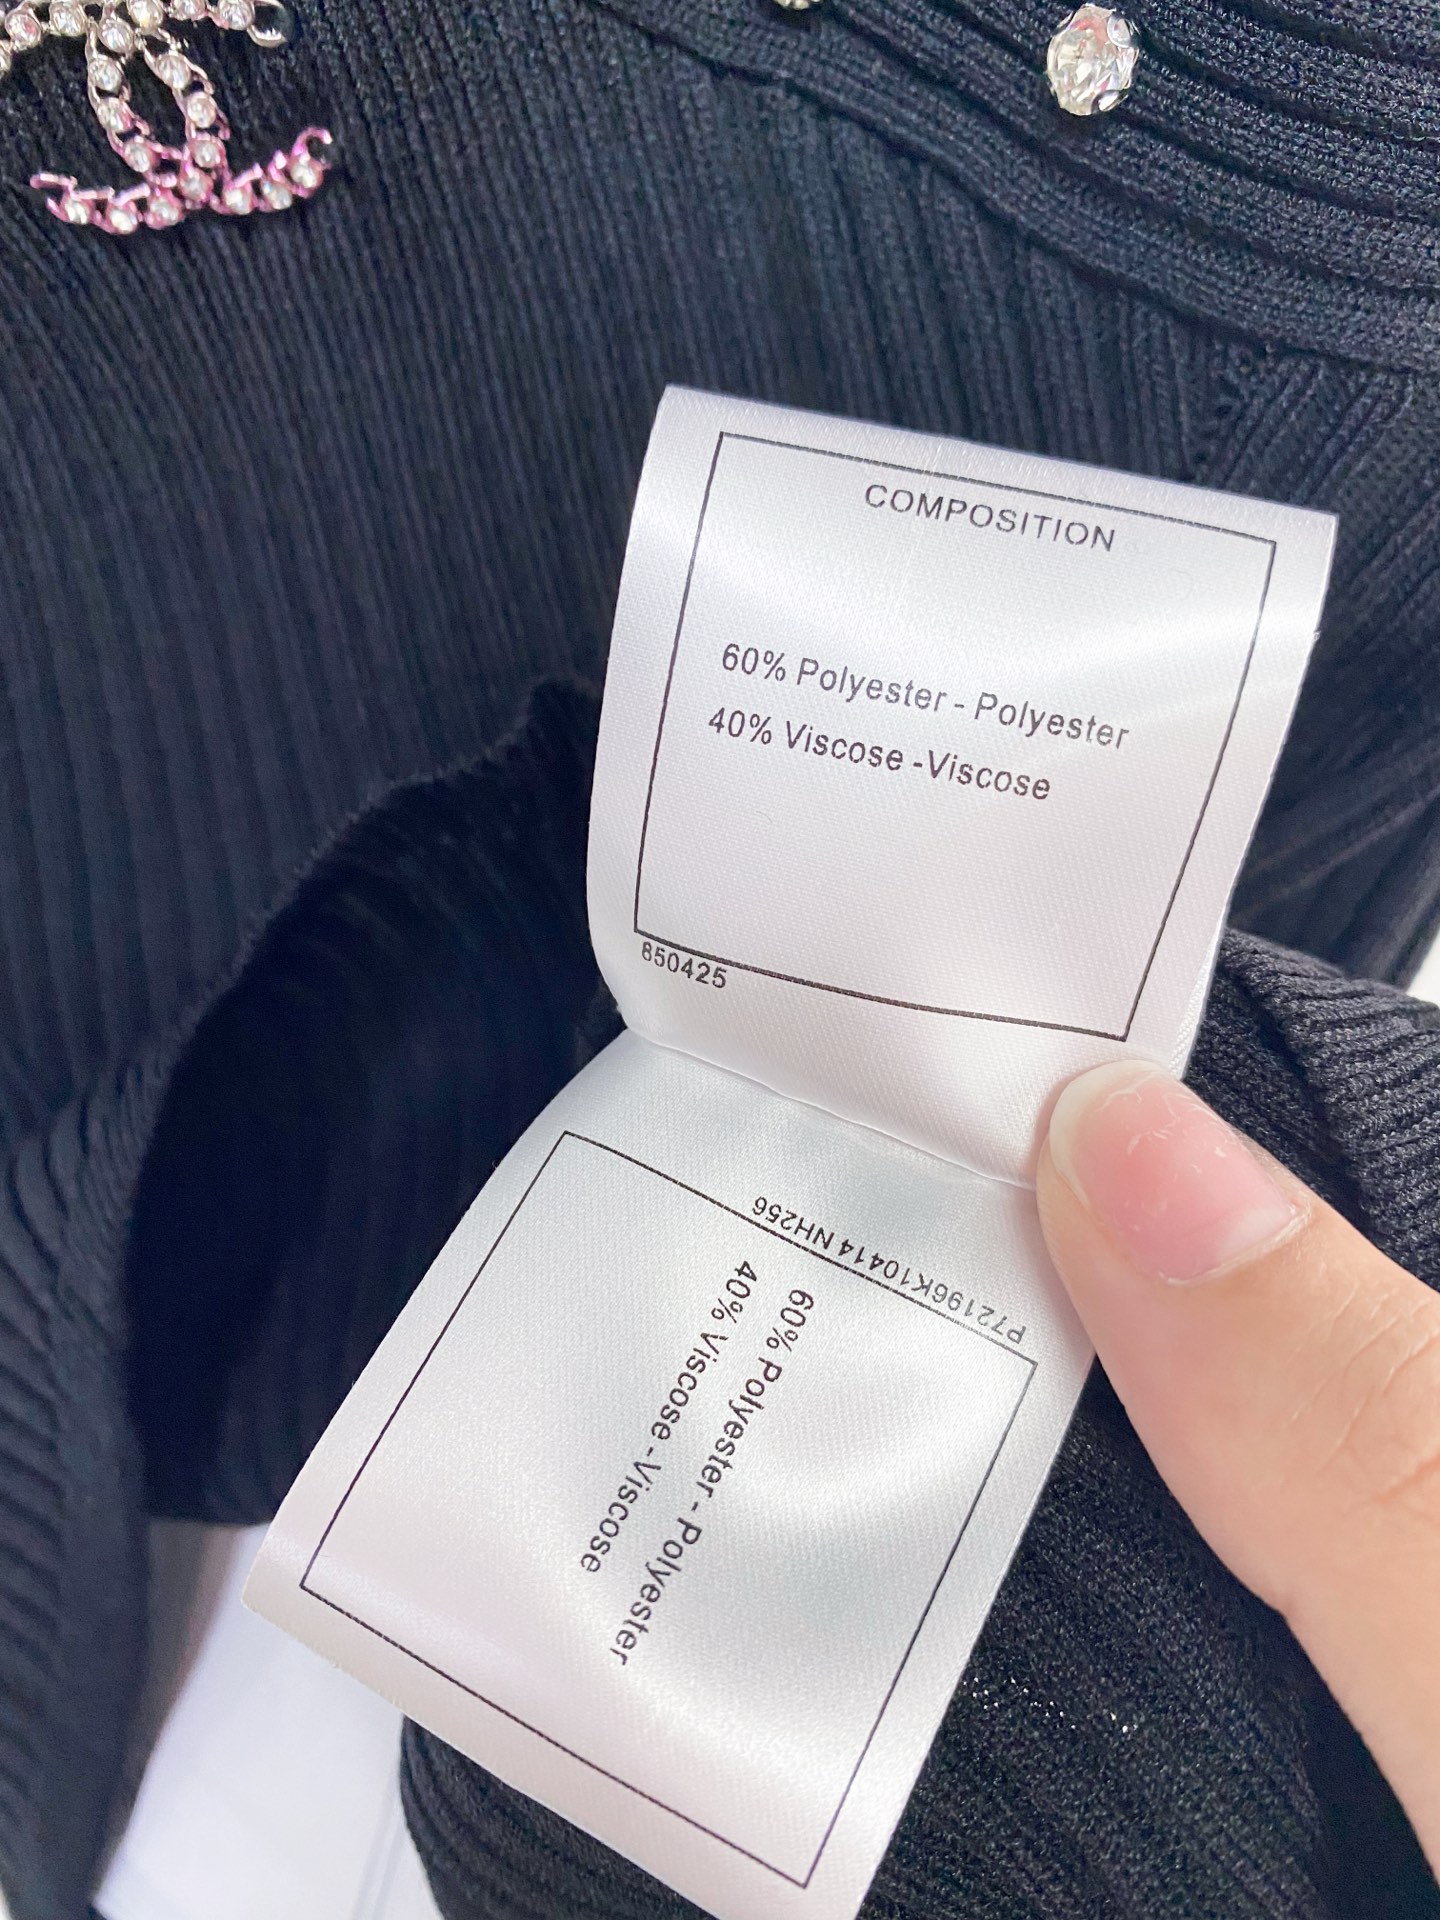 COMPOSITION
60% Polyester - Polyester
40% Viscose -Viscose
850425
P72196K10414 NH256
60% Polyester - Polyester
40% Viscose -Viscose